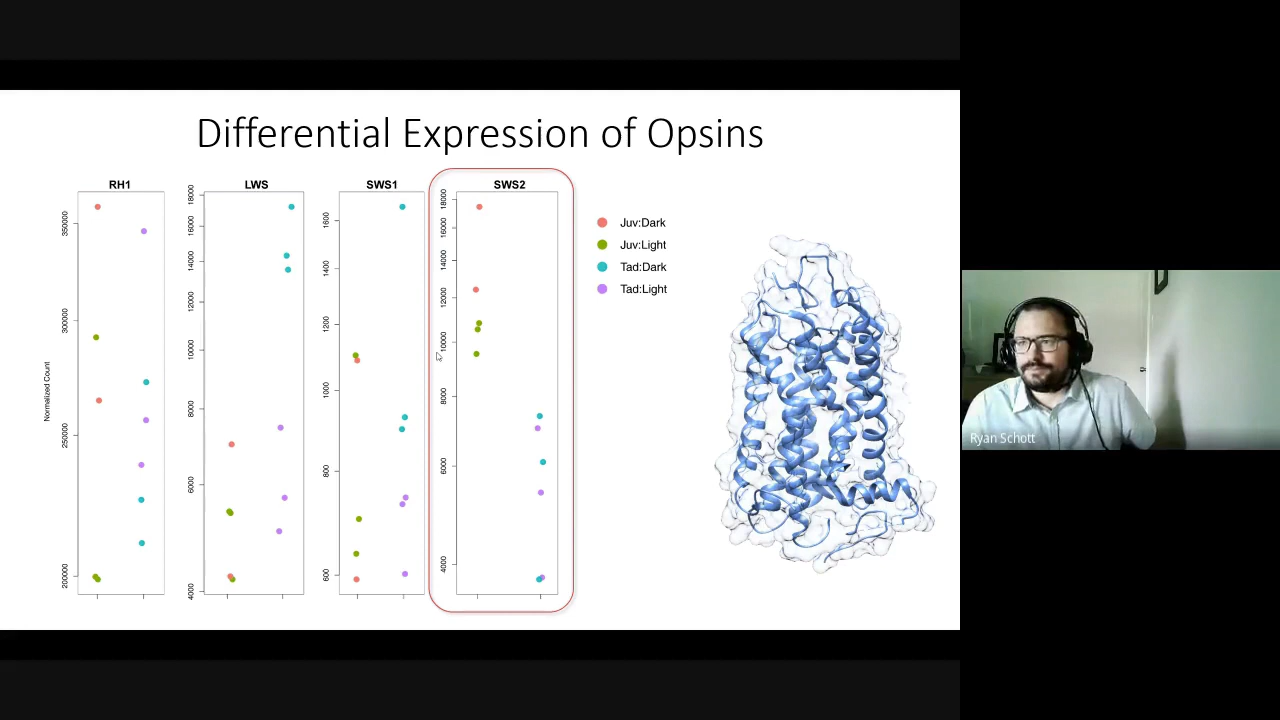 Differential Expression of Opsins
RH1
LWS
SWS1
SWS2
Normalized Count
350000
300000
250000
200000
18000
16000
14000
12000
10000
8000
6000
4000
1600
1400
1200
1000
800
600
18000
16000
14000
12000
10000
8000
6000
4000
Juv:Dark
Juv:Light
Tad:Dark
Tad:Light
Ryan Schott